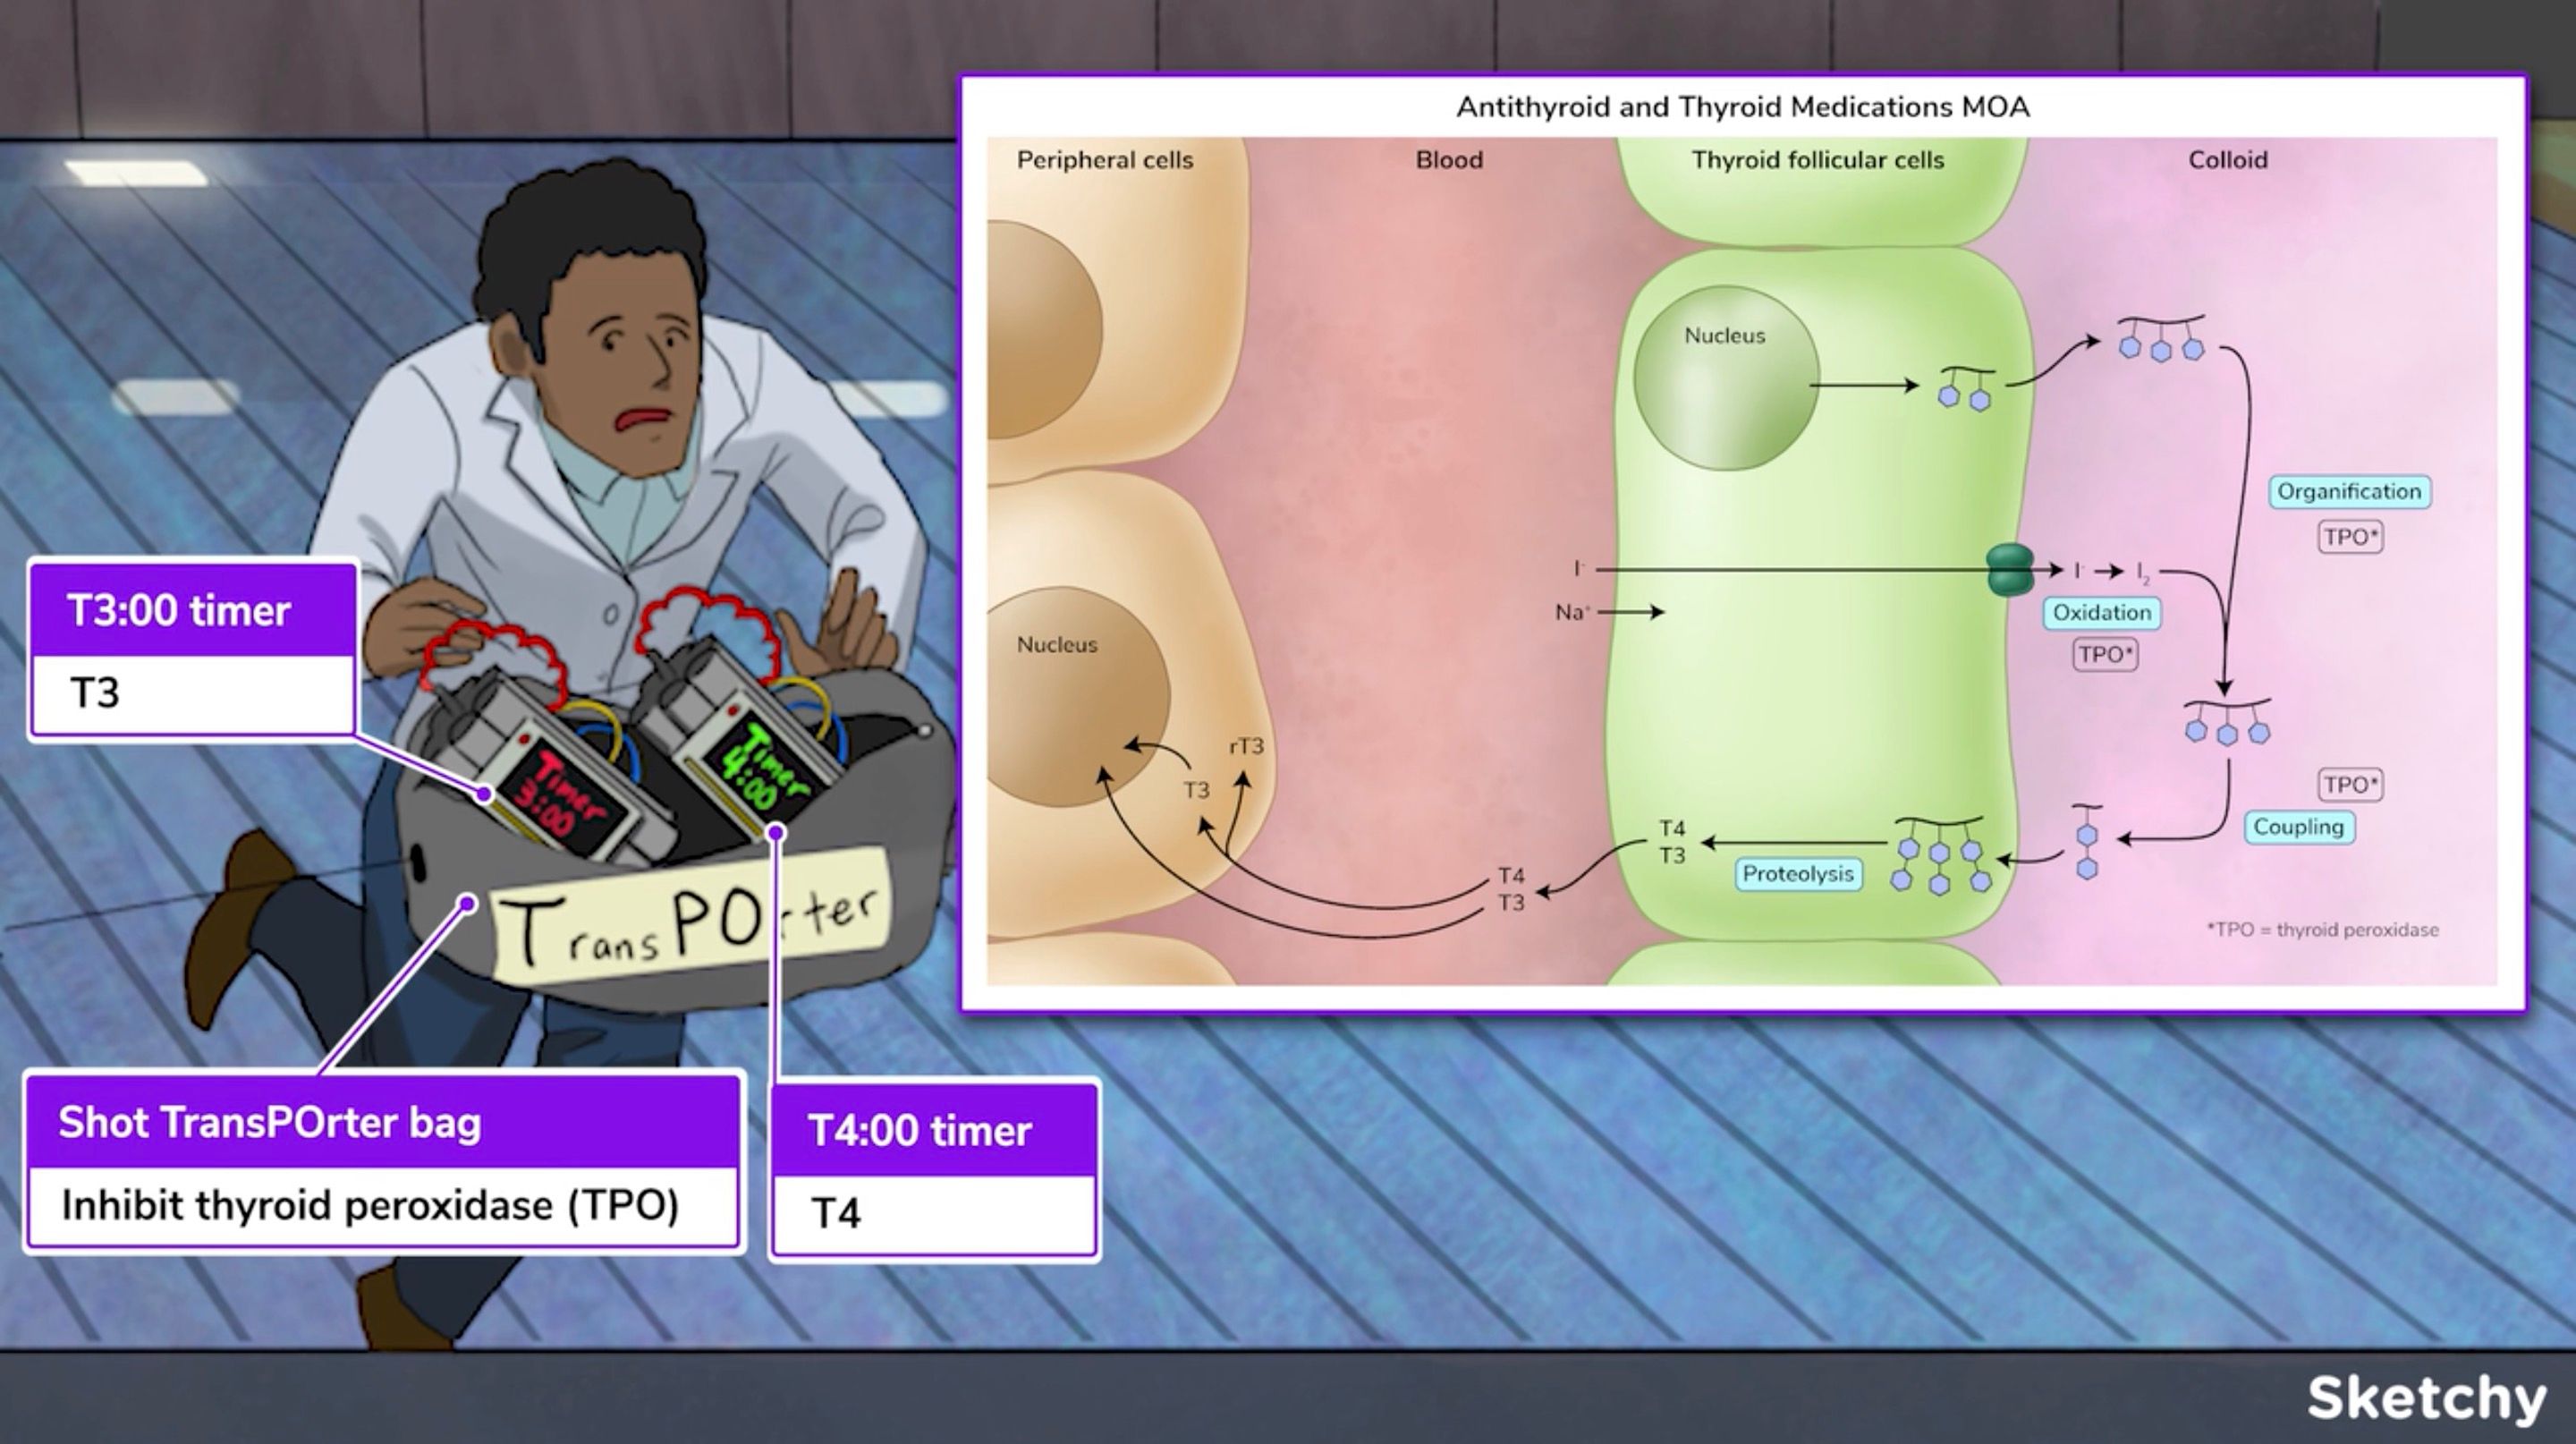 Antithyroid and Thyroid Medications MOA
Peripheral cells
Blood
Thyroid follicular cells
Colloid
Nucleus
Organification
TPO*
I⁻
I⁻
I₂
Na⁺
Oxidation
TPO*
Nucleus
rT3
T3
T4
T3
T4
T3
Proteolysis
TPO*
Coupling
*TPO = thyroid peroxidase
T3:00 timer
T3
Timer
3:00
Timer
4:00
TransPOrter
Shot TransPOrter bag
Inhibit thyroid peroxidase (TPO)
T4:00 timer
T4
Sketchy